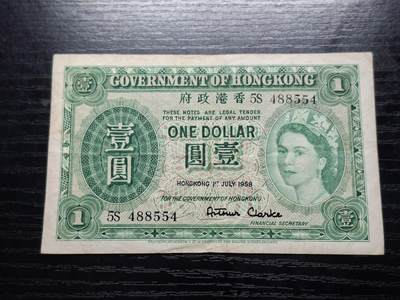 1 GOVERNMENT OF HONGKONG 1
府政港香 5S 488554
THESE NOTES ARE LEGAL TENDER
FOR THE PAYMENT OF ANY AMOUNT
壹 ONE DOLLAR
圓 圓壹
HONGKONG 1ST JULY 1958
FOR THE GOVERNMENT OF HONGKONG
1 5S 488554 Arthur Clarke 壹
FINANCIAL SECRETARY